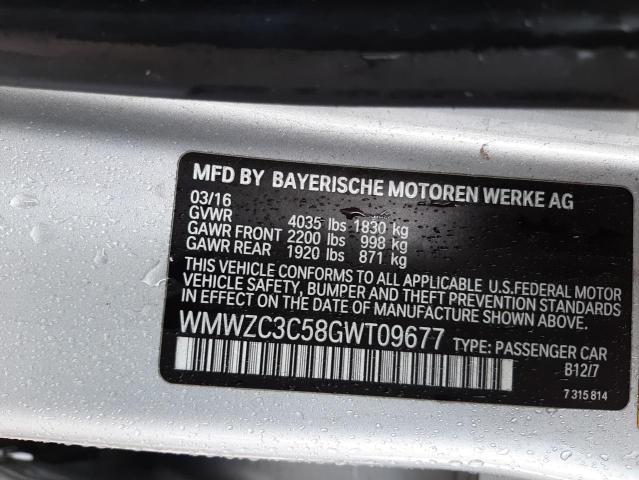 MFD BY BAYERISCHE MOTOREN WERKE AG
03/16
GVWR 4035 lbs 1830 kg
GAWR FRONT 2200 lbs 998 kg
GAWR REAR 1920 lbs 871 kg
THIS VEHICLE CONFORMS TO ALL APPLICABLE U.S.FEDERAL MOTOR
VEHICLE SAFETY, BUMPER AND THEFT PREVENTION STANDARDS
IN EFFECT ON THE DATE OF MANUFACTURE SHOWN ABOVE.
WMWZC3C58GWT09677 TYPE: PASSENGER CAR
B12/7
7 315 814